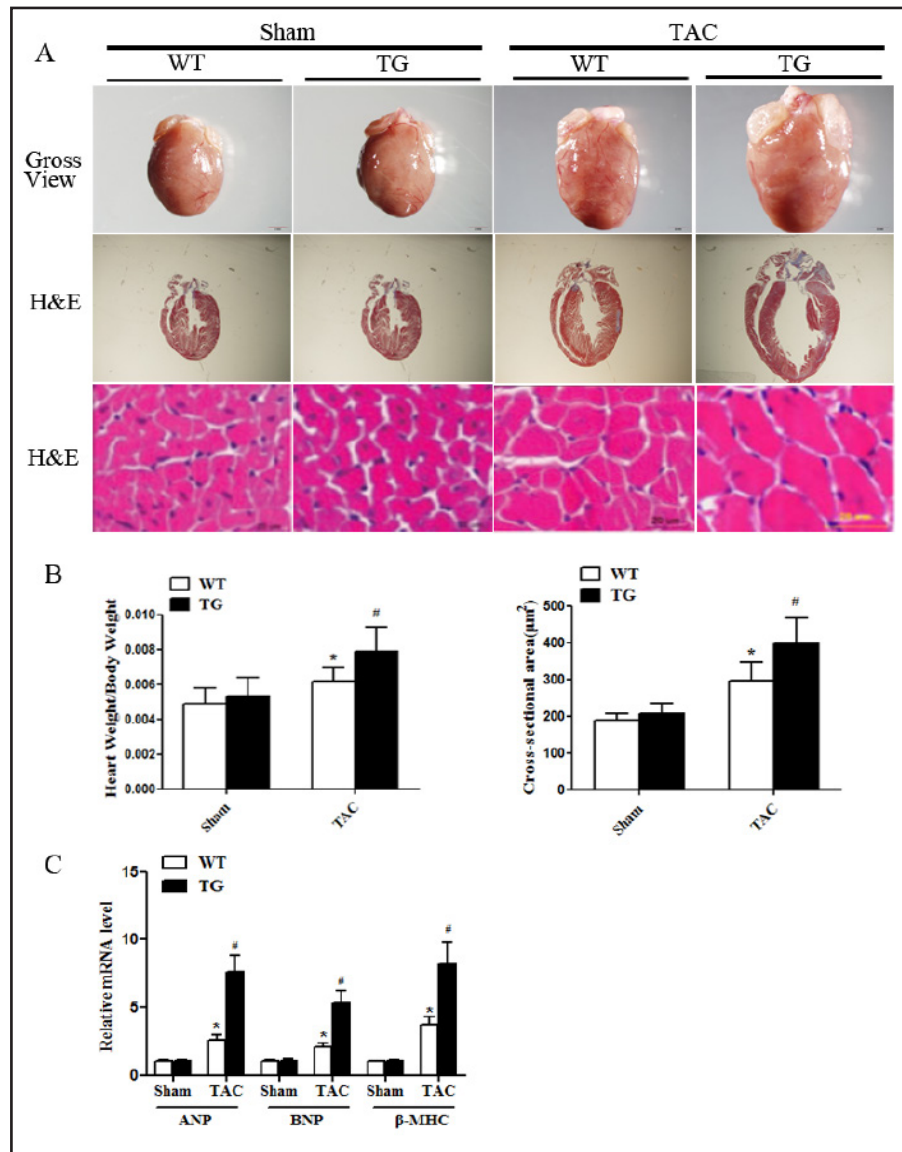 A
Sham
TAC
WT
TG
WT
TG
Gross
View
H&E
H&E
20 um
B
WT
TG
Heart Weight/Body Weight
0.010
0.008
0.006
0.004
0.002
0.000
*
#
Sham
TAC
WT
TG
Cross-sectional area(μm²)
500
400
300
200
100
0
*
#
Sham
TAC
C
WT
TG
Relative mRNA level
15
10
5
0
*
#
*
#
*
#
Sham TAC Sham TAC Sham TAC
ANP BNP β-MHC